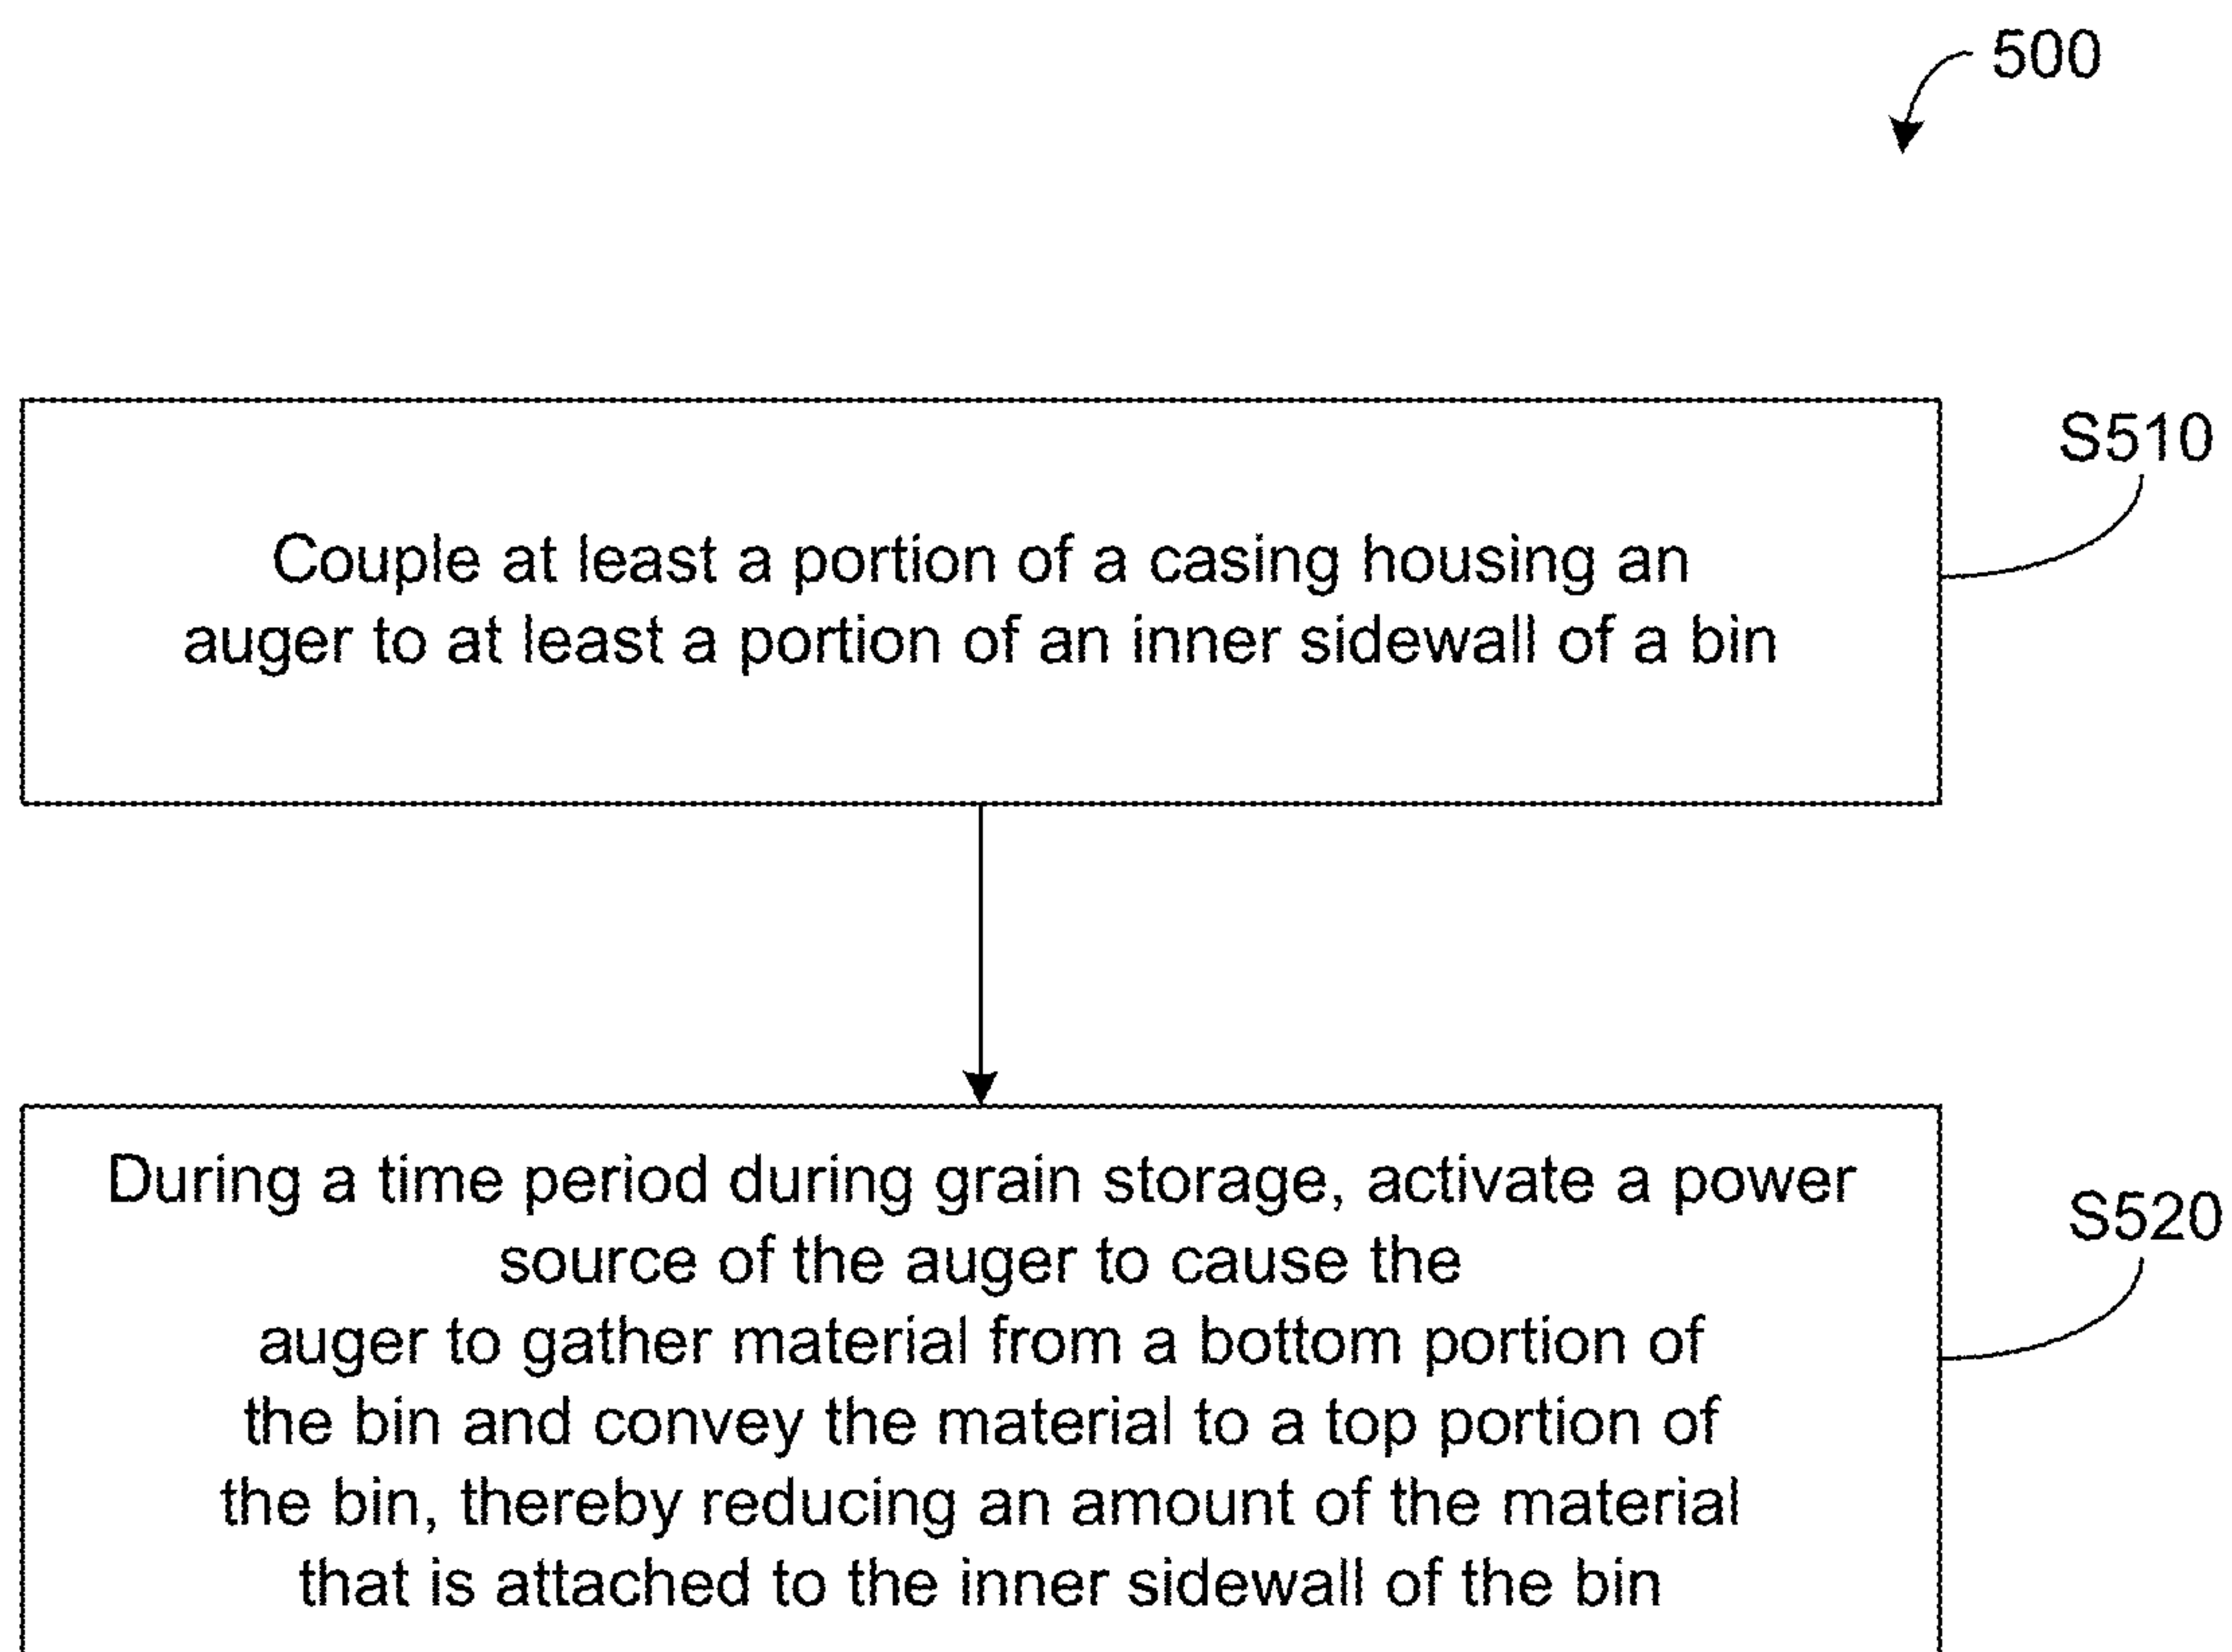 500
S510
Couple at least a portion of a casing housing an
auger to at least a portion of an inner sidewall of a bin
During a time period during grain storage, activate a power
S520
source of the auger to cause the
auger to gather material from a bottom portion of
the bin and convey the material to a top portion of
the bin, thereby reducing an amount of the material
that is attached to the inner sidewall of the bin